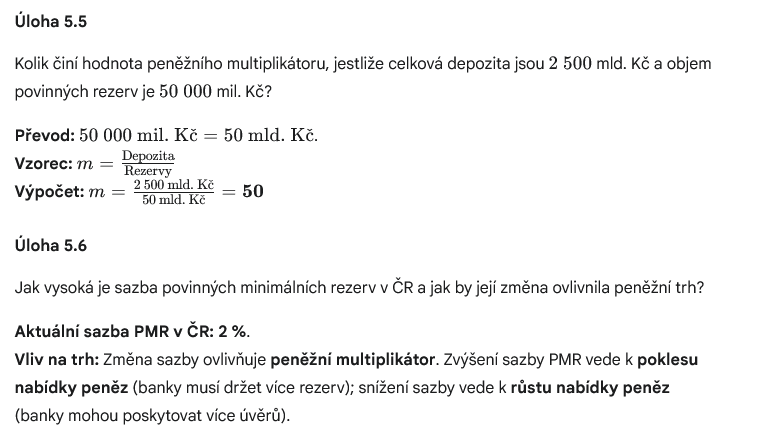 Úloha 5.5
Kolik činí hodnota peněžního multiplikátoru, jestliže celková depozita jsou 2 500 mld. Kč a objem
povinných rezerv je 50 000 mil. Kč?
Převod: 50 000 mil. Kč = 50 mld. Kč.
Vzorec: m = Depozita / Rezervy
Výpočet: m = 2 500 mld. Kč / 50 mld. Kč = 50
Úloha 5.6
Jak vysoká je sazba povinných minimálních rezerv v ČR a jak by její změna ovlivnila peněžní trh?
Aktuální sazba PMR v ČR: 2 %.
Vliv na trh: Změna sazby ovlivňuje peněžní multiplikátor. Zvýšení sazby PMR vede k poklesu
nabídky peněz (banky musí držet více rezerv); snížení sazby vede k růstu nabídky peněz
(banky mohou poskytovat více úvěrů).